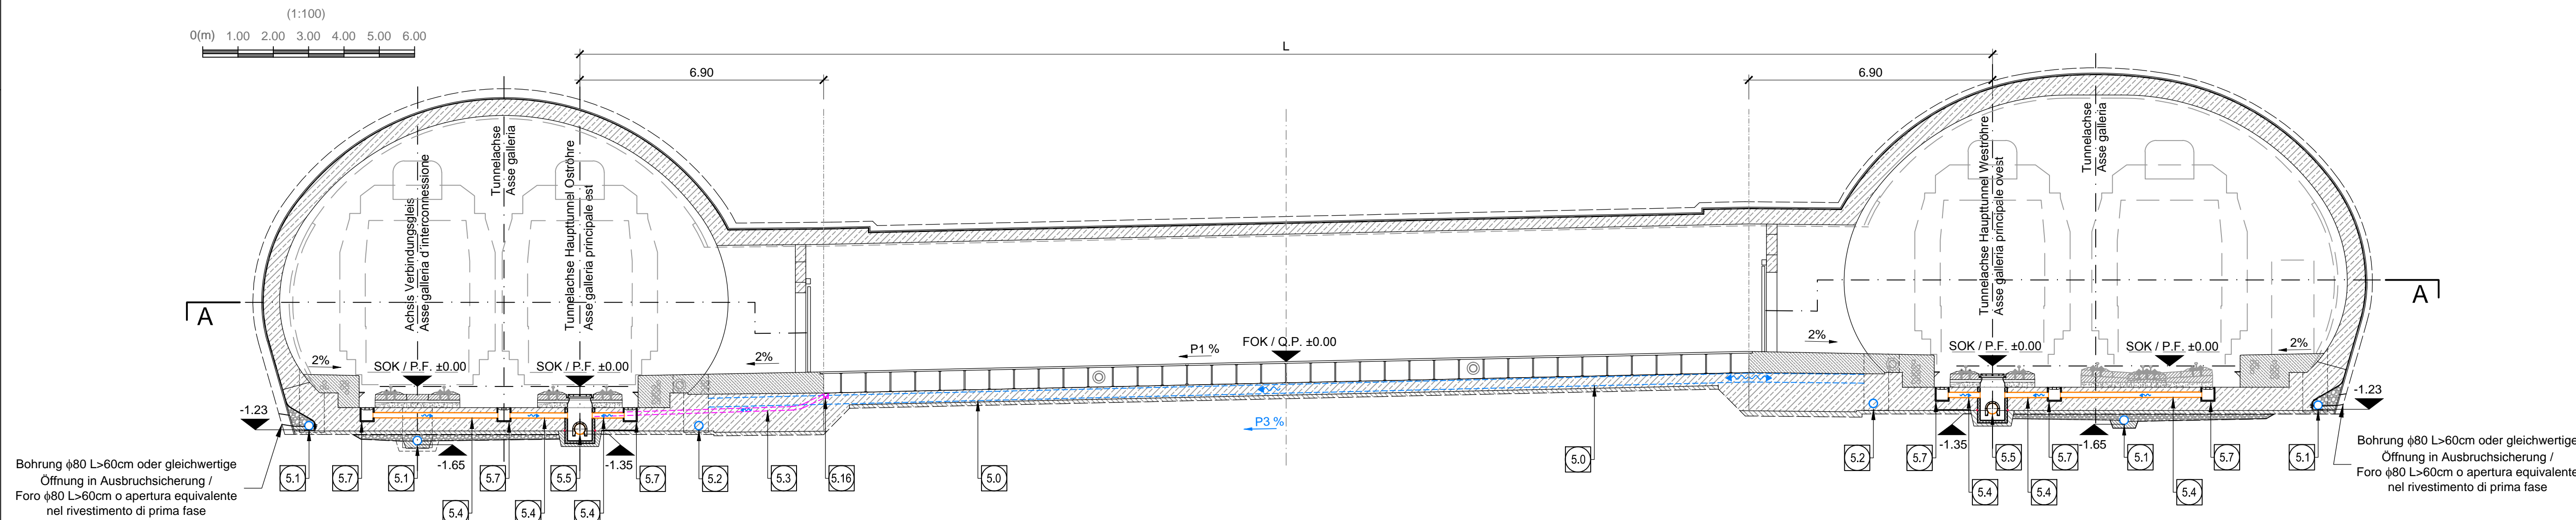 (1:100)
0(m) 1.00 2.00 3.00 4.00 5.00 6.00
L
6.90
6.90
Achsis Verbindungsgleis
Asse galleria d'interconnessione
Tunnelachse
Asse galleria
Tunnelachse Haupttunnel Oströhre
Asse galleria principale est
Tunnelachse Haupttunnel Weströhre
Asse galleria principale ovest
Tunnelachse
Asse galleria
A
A
2%
SOK / P.F. ±0.00
SOK / P.F. ±0.00
2%
P1 %
FOK / Q.P. ±0.00
2%
SOK / P.F. ±0.00
SOK / P.F. ±0.00
2%
-1.23
-1.65
-1.35
P3 %
-1.35
-1.65
-1.23
Bohrung ϕ80 L>60cm oder gleichwertige
Öffnung in Ausbruchsicherung /
Foro ϕ80 L>60cm o apertura equivalente
nel rivestimento di prima fase
5.1
5.7
5.1
5.7
5.5
5.7
5.2
5.3
5.16
5.0
5.0
5.2
5.7
5.5
5.7
5.1
5.7
5.1
5.4
5.4
5.4
5.4
5.4
5.4
Bohrung ϕ80 L>60cm oder gleichwertige
Öffnung in Ausbruchsicherung /
Foro ϕ80 L>60cm o apertura equivalente
nel rivestimento di prima fase